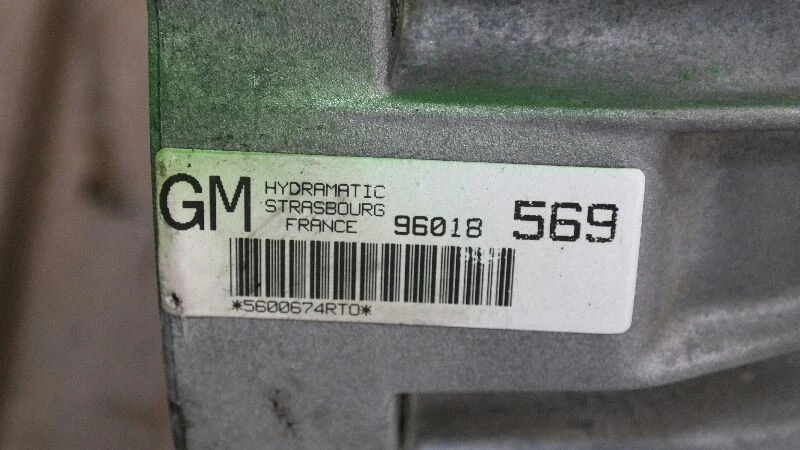 GM
HYDRAMATIC
STRASBOURG
FRANCE
96018
569
*5600674RTO*